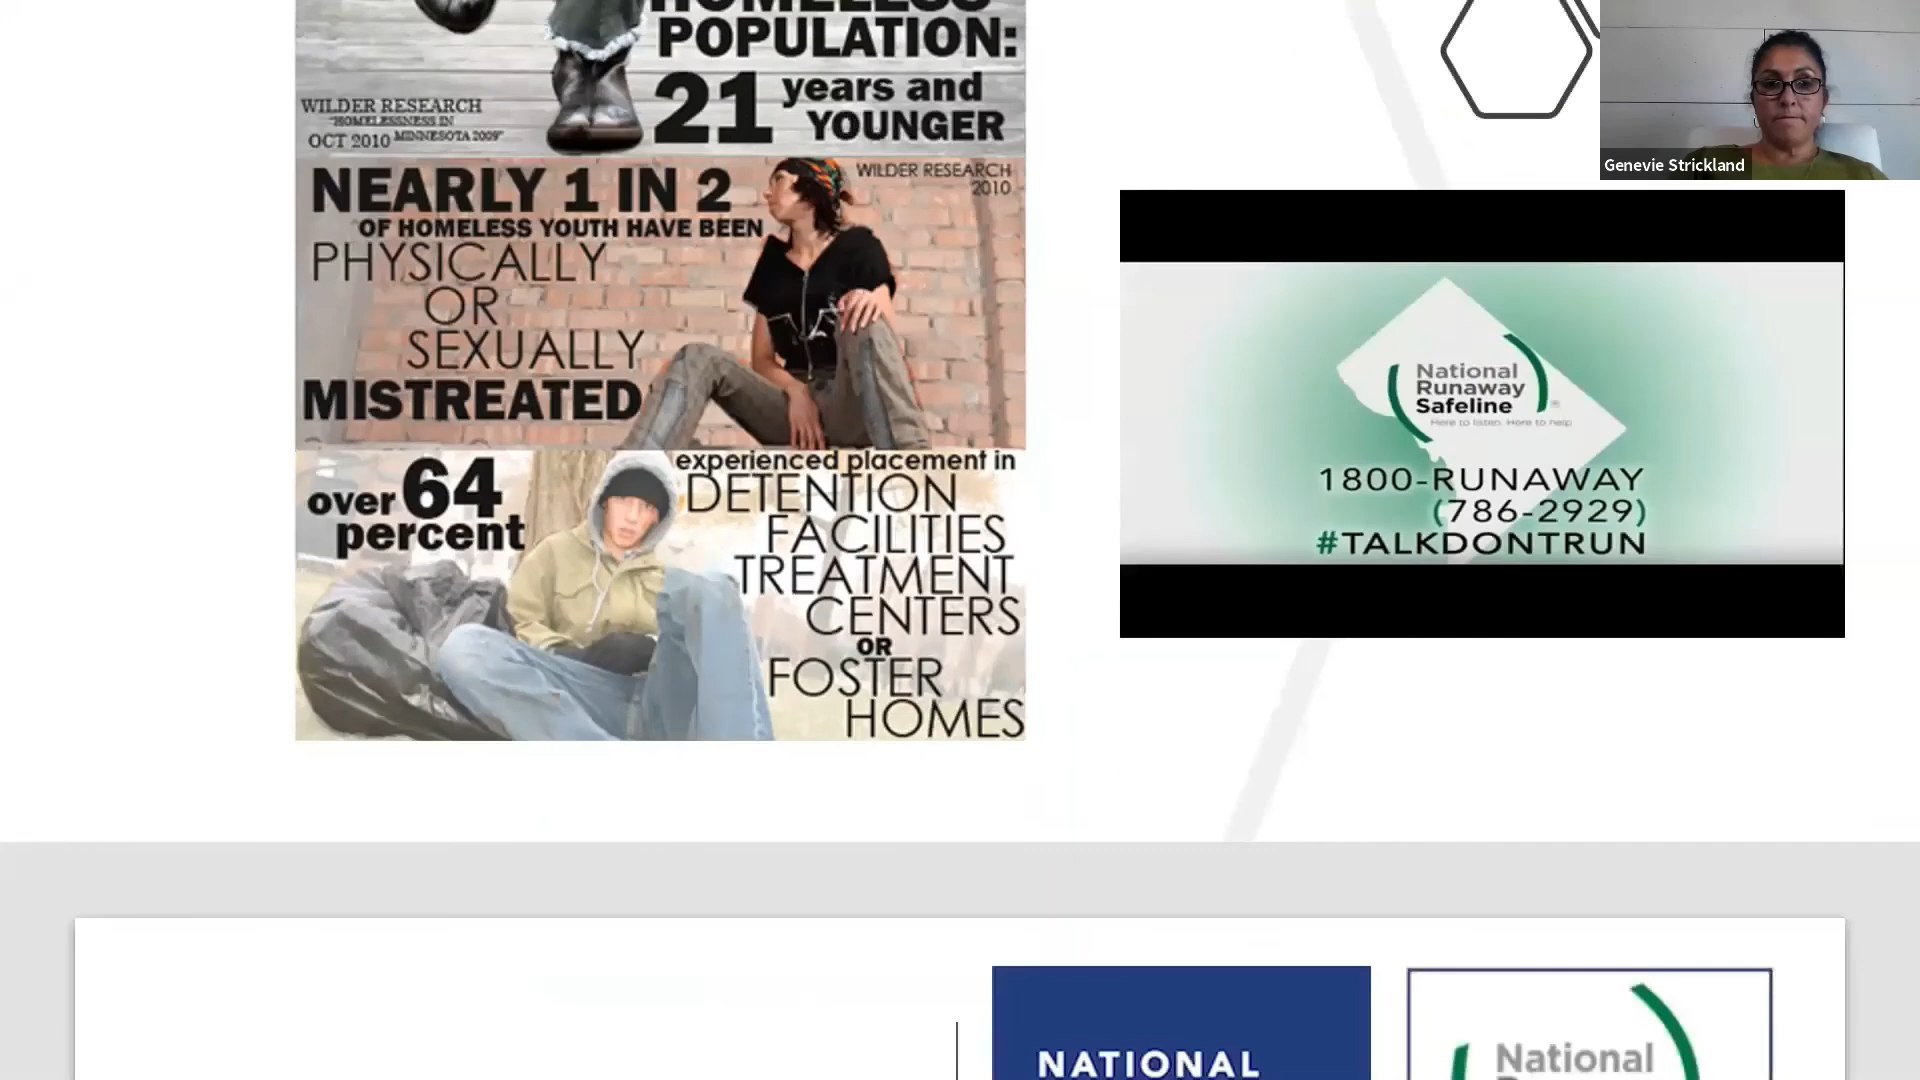 HOMELESS
POPULATION:
21 years and
YOUNGER
WILDER RESEARCH
"HOMELESSNESS IN
OCT 2010 MINNESOTA 2009"
NEARLY 1 IN 2
OF HOMELESS YOUTH HAVE BEEN
PHYSICALLY
OR
SEXUALLY
MISTREATED
WILDER RESEARCH
2010
over 64
percent
experienced placement in
DETENTION
FACILITIES
TREATMENT
CENTERS
OR
FOSTER
HOMES
Genevie Strickland
National
Runaway
Safeline
Here to listen. Here to help
1800-RUNAWAY
(786-2929)
#TALKDONTRUN
NATIONAL
National